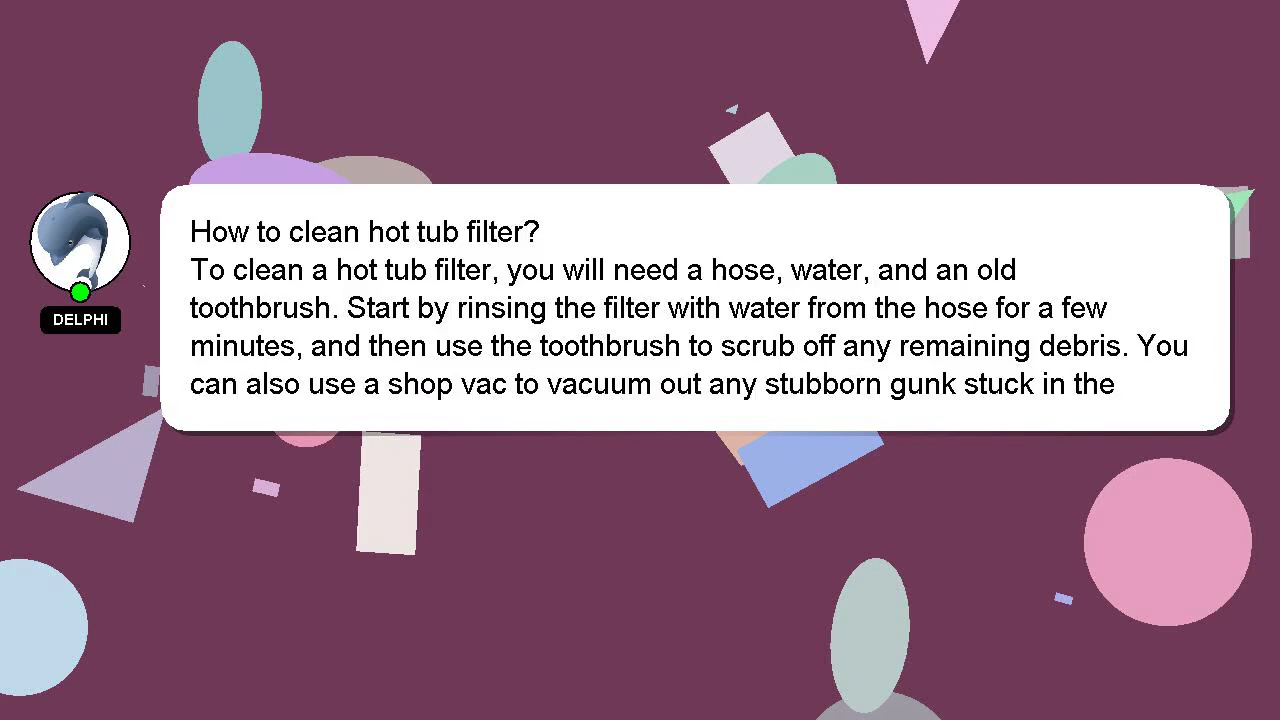 How to clean hot tub filter?
To clean a hot tub filter, you will need a hose, water, and an old
toothbrush. Start by rinsing the filter with water from the hose for a few
minutes, and then use the toothbrush to scrub off any remaining debris. You
can also use a shop vac to vacuum out any stubborn gunk stuck in the
DELPHI